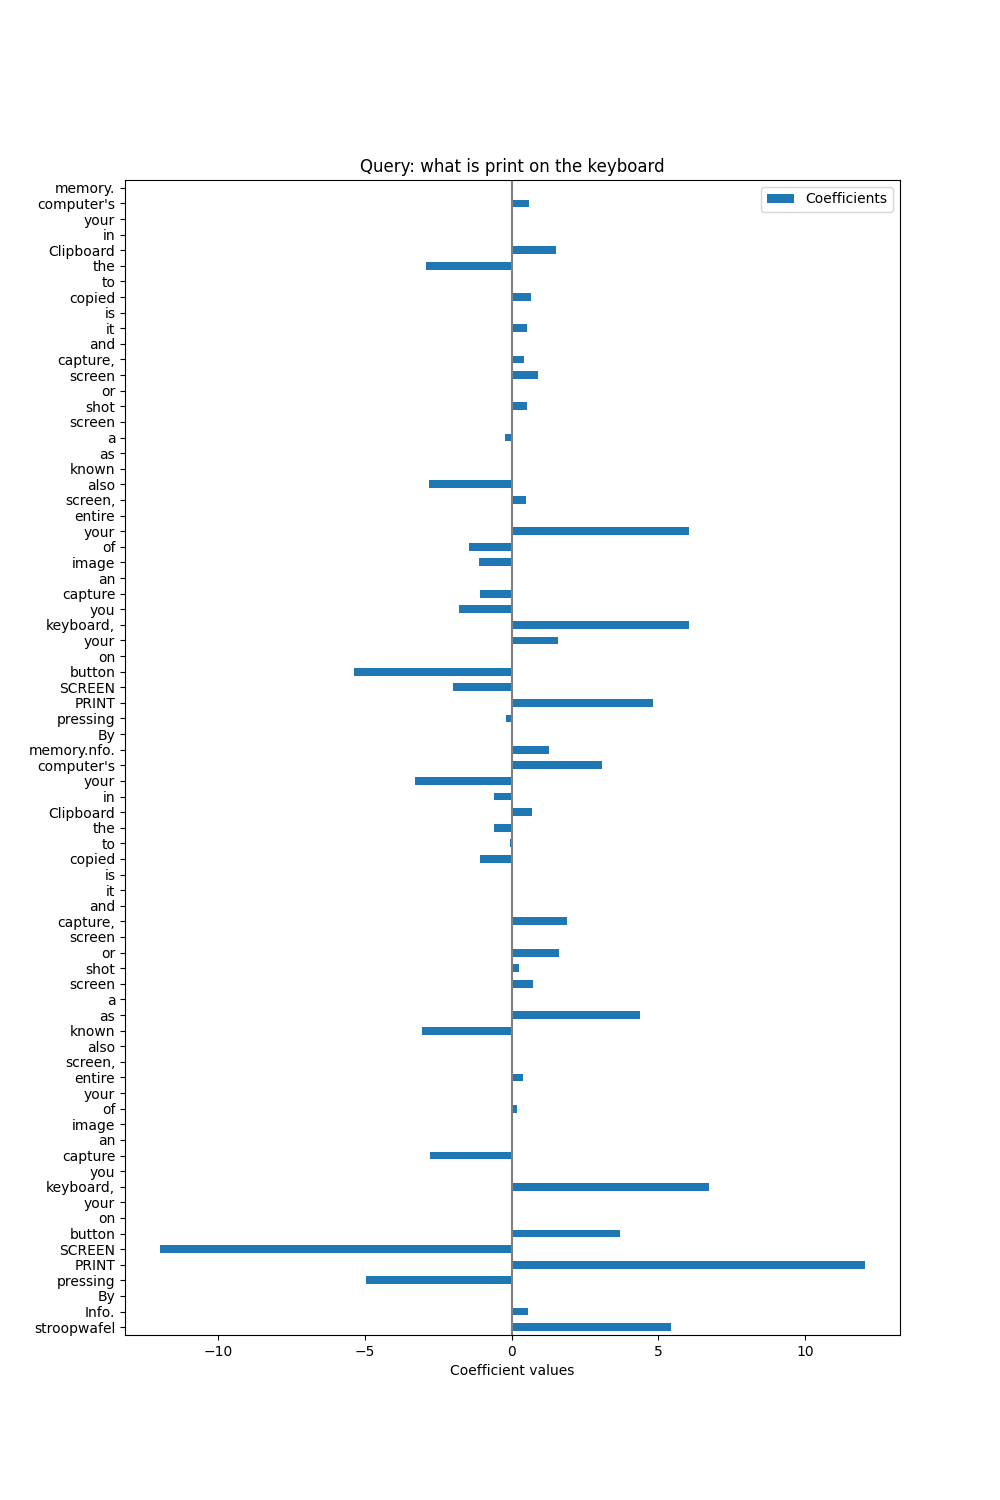 Query: what is print on the keyboard
Coefficients
memory.
computer's
your
in
Clipboard
the
to
copied
is
it
and
capture,
screen
or
shot
screen
a
as
known
also
screen,
entire
your
of
image
an
capture
you
keyboard,
your
on
button
SCREEN
PRINT
pressing
By
memory.nfo.
computer's
your
in
Clipboard
the
to
copied
is
it
and
capture,
screen
or
shot
screen
a
as
known
also
screen,
entire
your
of
image
an
capture
you
keyboard,
your
on
button
SCREEN
PRINT
pressing
By
Info.
stroopwafel
−10 −5 0 5 10
Coefficient values